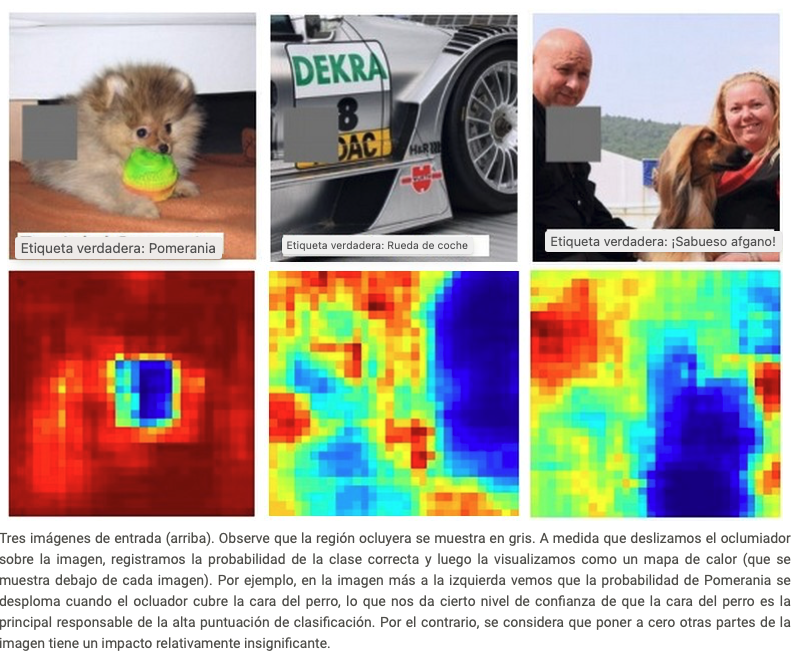 DEKRA
8
DAC
H&R
WÜRTH
Etiqueta verdadera: Pomerania
Etiqueta verdadera: Rueda de coche
Etiqueta verdadera: ¡Sabueso afgano!
Tres imágenes de entrada (arriba). Observe que la región ocluyera se muestra en gris. A medida que deslizamos el oclumiador
sobre la imagen, registramos la probabilidad de la clase correcta y luego la visualizamos como un mapa de calor (que se
muestra debajo de cada imagen). Por ejemplo, en la imagen más a la izquierda vemos que la probabilidad de Pomerania se
desploma cuando el ocluador cubre la cara del perro, lo que nos da cierto nivel de confianza de que la cara del perro es la
principal responsable de la alta puntuación de clasificación. Por el contrario, se considera que poner a cero otras partes de la
imagen tiene un impacto relativamente insignificante.